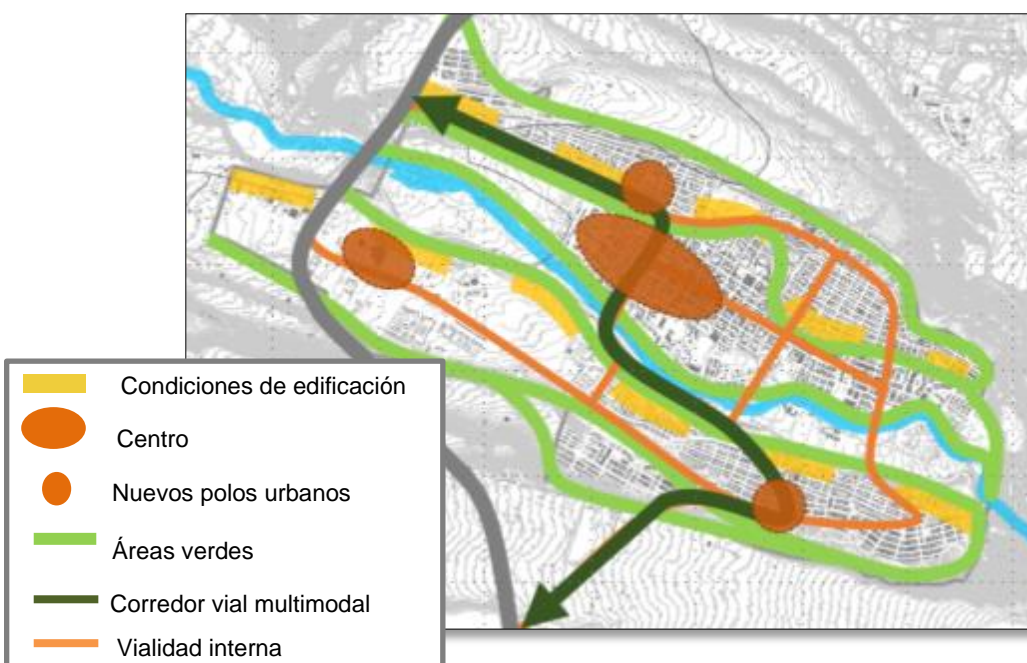 Condiciones de edificación
Centro
Nuevos polos urbanos
Áreas verdes
Corredor vial multimodal
Vialidad interna